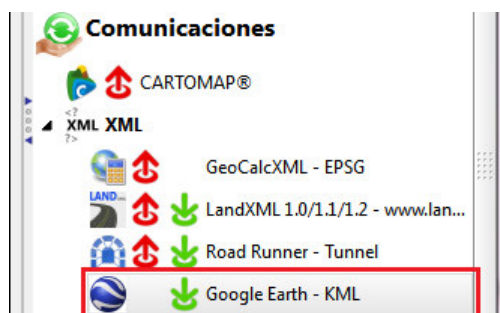 Comunicaciones
CARTOMAP®
<?
XML XML
?>
GeoCalcXML - EPSG
LAND...
LandXML 1.0/1.1/1.2 - www.lan...
Road Runner - Tunnel
Google Earth - KML